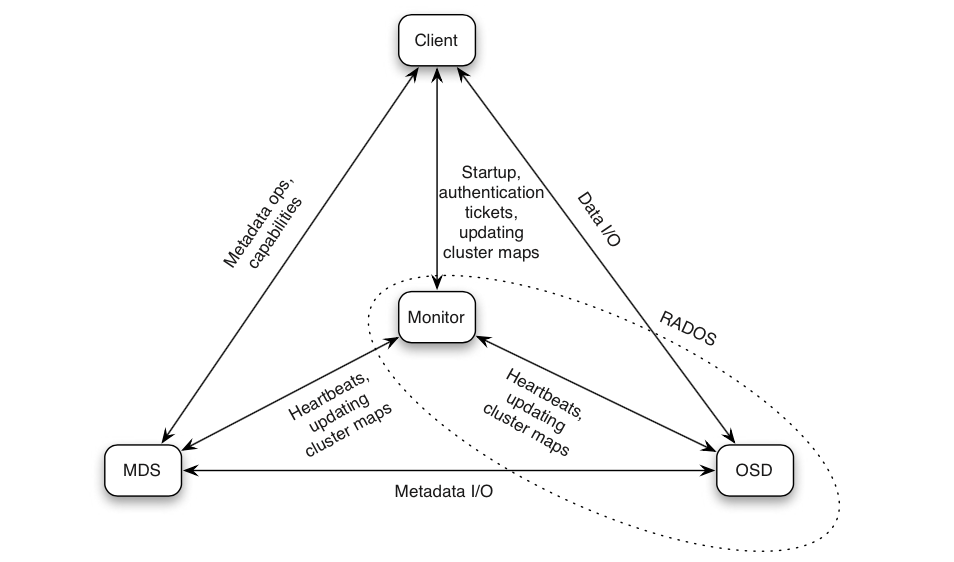 Client
Metadata ops,
capabilities
Startup,
authentication
tickets,
updating
cluster maps
Data I/O
Monitor
RADOS
Heartbeats,
updating
cluster maps
Heartbeats,
updating
cluster maps
MDS
OSD
Metadata I/O